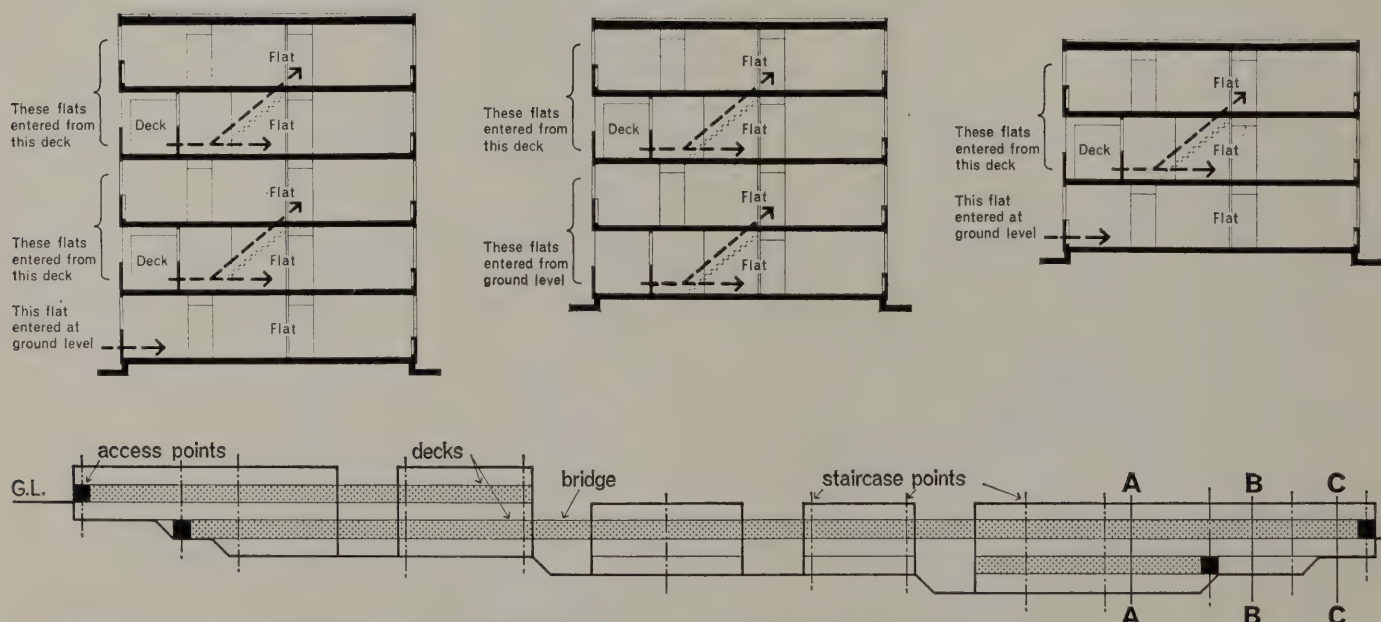 Flat
These flats
entered from
this deck
Deck
Flat
Flat
These flats
entered from
this deck
Deck
Flat
This flat
entered at
ground level
Flat
Flat
These flats
entered from
this deck
Deck
Flat
Flat
These flats
entered from
ground level
Flat
Flat
These flats
entered from
this deck
Deck
Flat
This flat
entered at
ground level
Flat
access points
decks
bridge
staircase points
A
B
C
G.L.
A
B
C